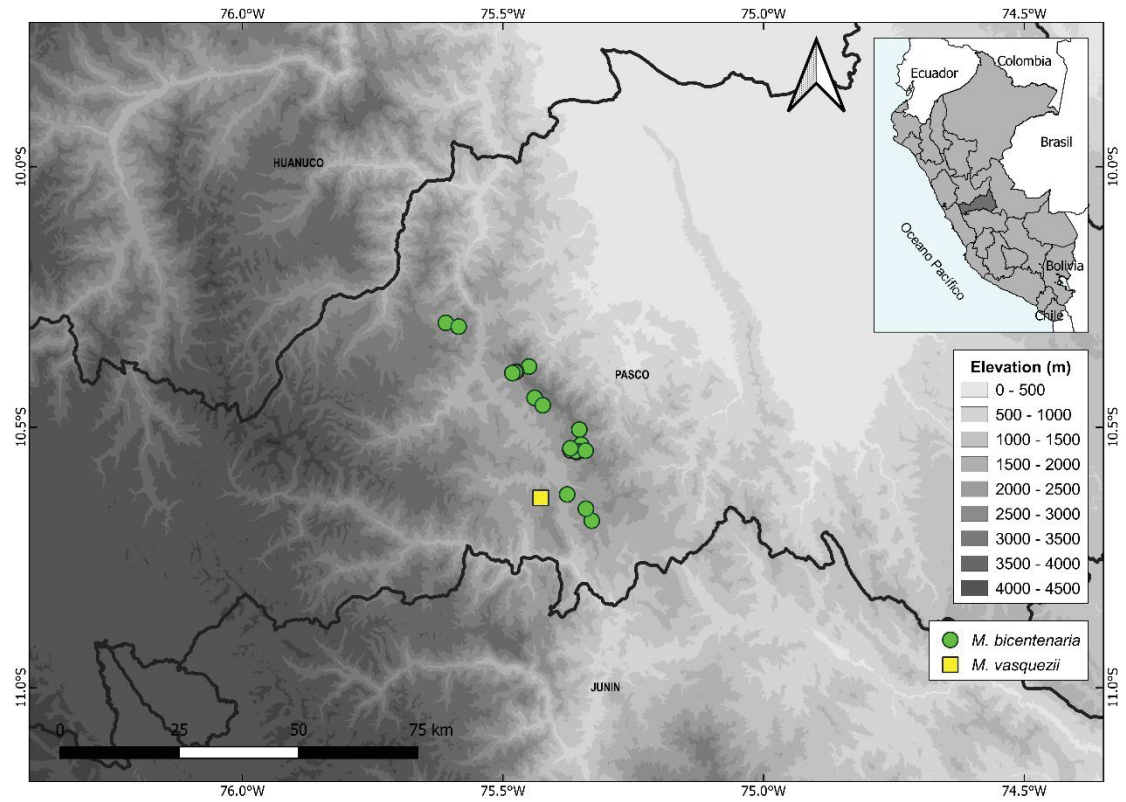 76.0°W
75.5°W
75.0°W
74.5°W
Colombia
Ecuador
Brasil
Oceano Pacífico
Bolivia
Chile
10.0°S
10.0°S
HUANUCO
PASCO
10.5°S
10.5°S
Elevation (m)
0 - 500
500 - 1000
1000 - 1500
1500 - 2000
2000 - 2500
2500 - 3000
3000 - 3500
3500 - 4000
4000 - 4500
M. bicentenaria
M. vasquezii
JUNIN
11.0°S
11.0°S
0 25 50 75 km
76.0°W
75.5°W
75.0°W
74.5°W